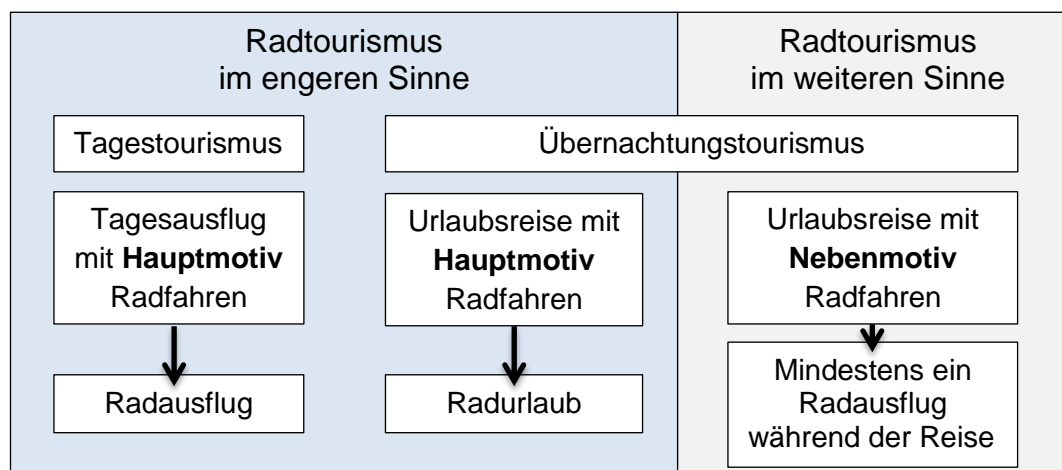 Radtourismus
im engeren Sinne
Radtourismus
im weiteren Sinne
Tagestourismus
Übernachtungstourismus
Tagesausflug
mit Hauptmotiv
Radfahren
Urlaubsreise mit
Hauptmotiv
Radfahren
Urlaubsreise mit
Nebenmotiv
Radfahren
Radausflug
Radurlaub
Mindestens ein
Radausflug
während der Reise